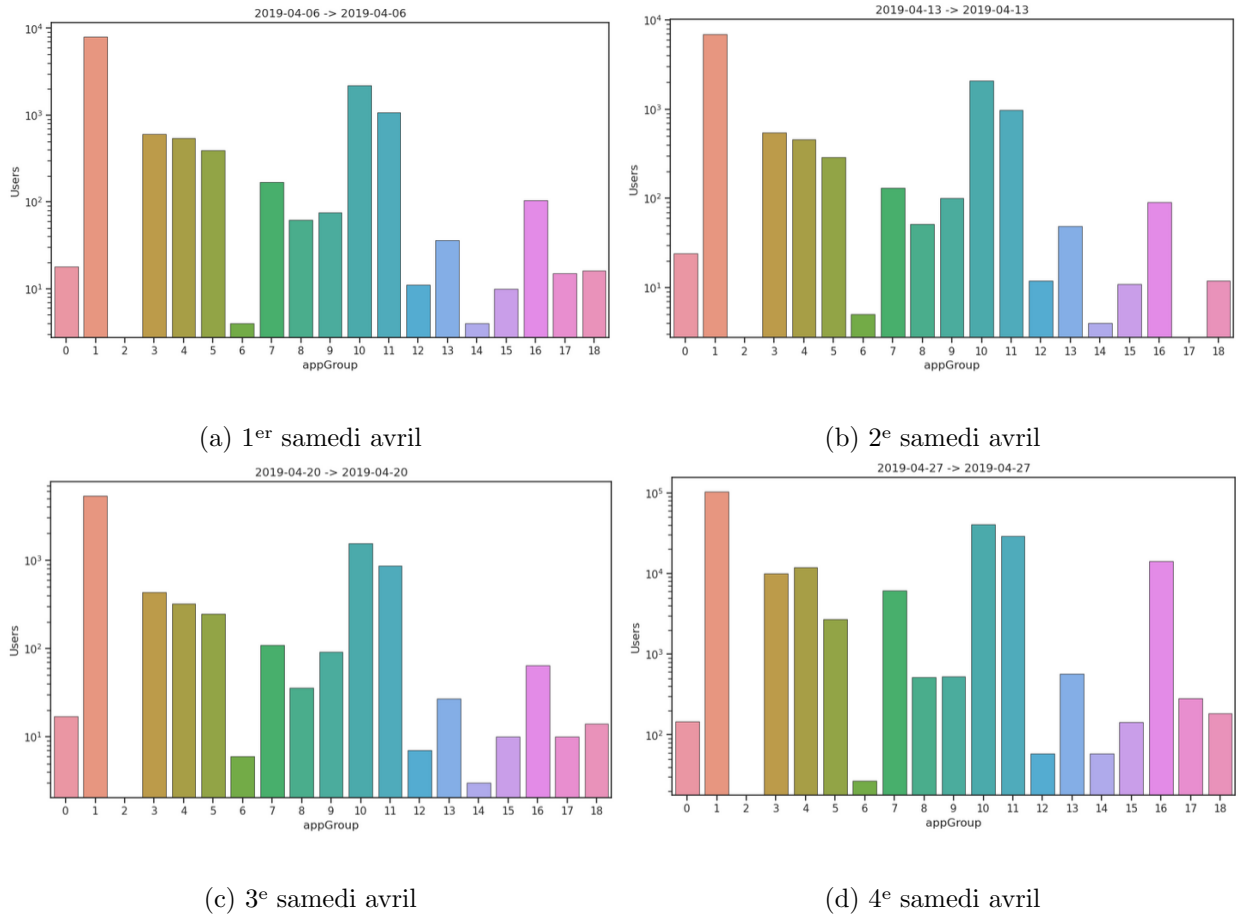 2019-04-06 -> 2019-04-06
10⁴
10³
10²
10¹
Users
0 1 2 3 4 5 6 7 8 9 10 11 12 13 14 15 16 17 18
appGroup
(a) 1ᵉʳ samedi avril
2019-04-13 -> 2019-04-13
10⁴
10³
10²
10¹
Users
0 1 2 3 4 5 6 7 8 9 10 11 12 13 14 15 16 17 18
appGroup
(b) 2ᵉ samedi avril
2019-04-20 -> 2019-04-20
10³
10²
10¹
Users
0 1 2 3 4 5 6 7 8 9 10 11 12 13 14 15 16 17 18
appGroup
(c) 3ᵉ samedi avril
2019-04-27 -> 2019-04-27
10⁵
10⁴
10³
10²
Users
0 1 2 3 4 5 6 7 8 9 10 11 12 13 14 15 16 17 18
appGroup
(d) 4ᵉ samedi avril